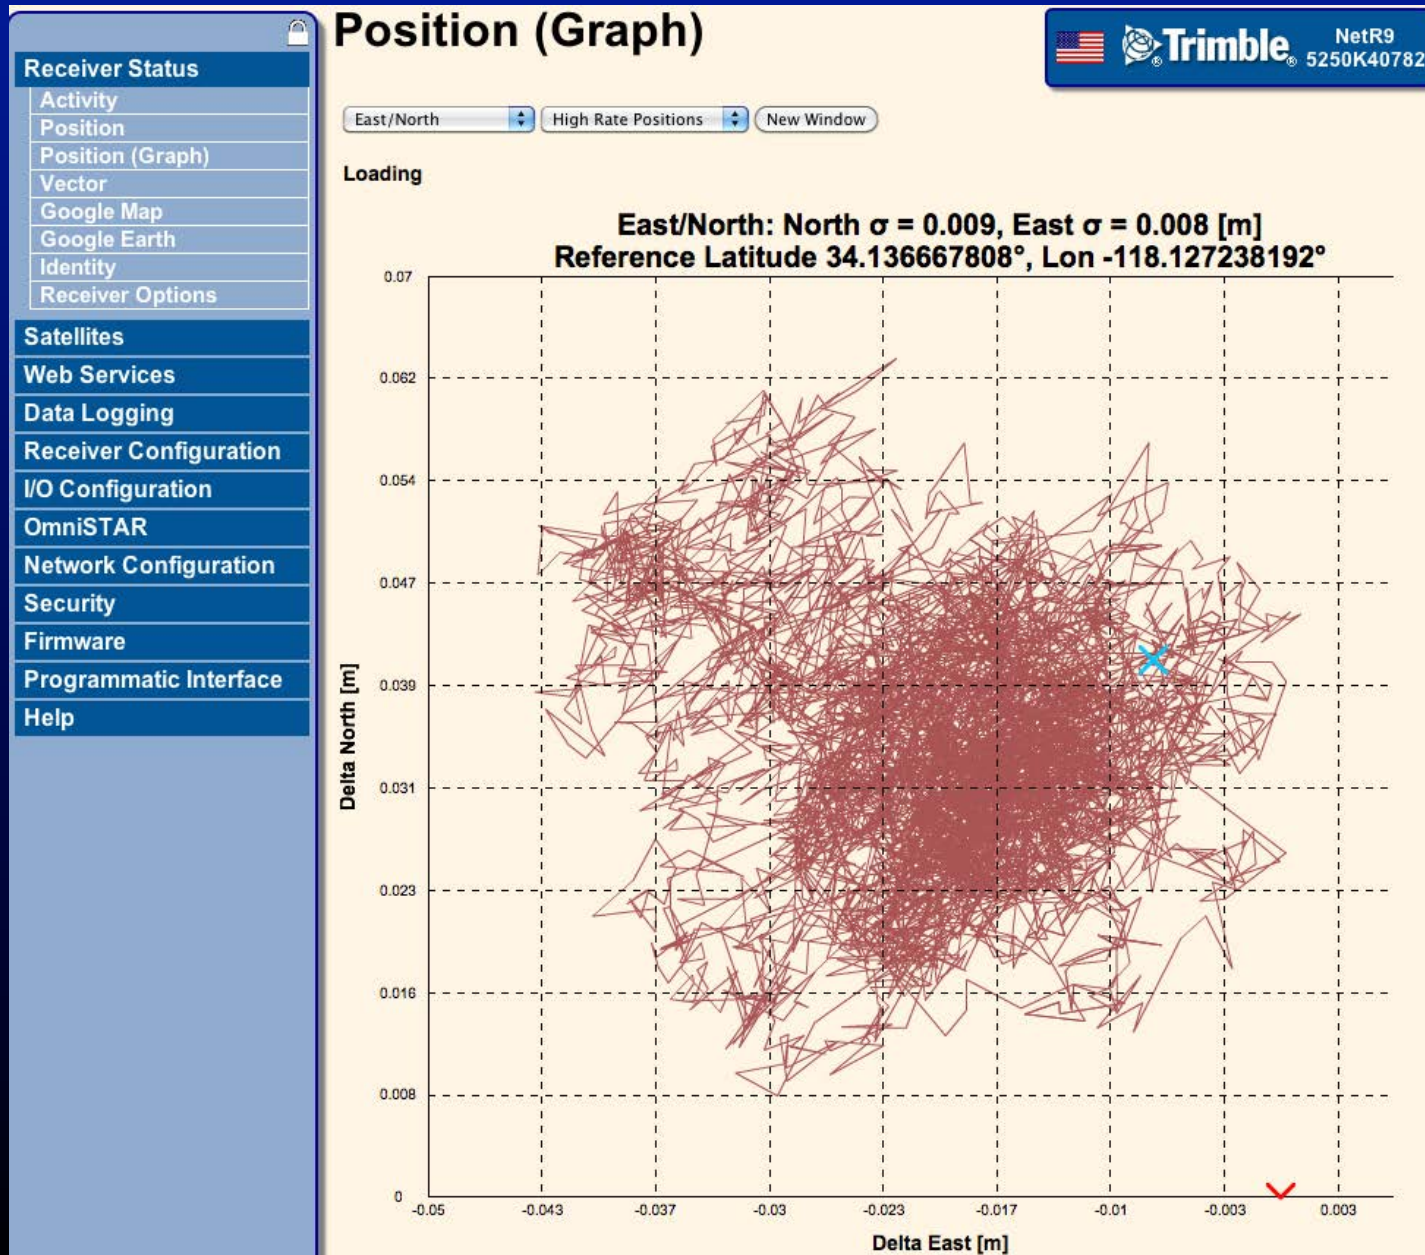 Position (Graph)
Trimble
NetR9
5250K40782
Receiver Status
Activity
Position
Position (Graph)
Vector
Google Map
Google Earth
Identity
Receiver Options
Satellites
Web Services
Data Logging
Receiver Configuration
I/O Configuration
OmniSTAR
Network Configuration
Security
Firmware
Programmatic Interface
Help
East/North
High Rate Positions
New Window
Loading
East/North: North σ = 0.009, East σ = 0.008 [m]
Reference Latitude 34.136667808°, Lon -118.127238192°
0.07
0.062
0.054
0.047
0.039
0.031
0.023
0.016
0.008
0
Delta North [m]
-0.05
-0.043
-0.037
-0.03
-0.023
-0.017
-0.01
-0.003
0.003
Delta East [m]